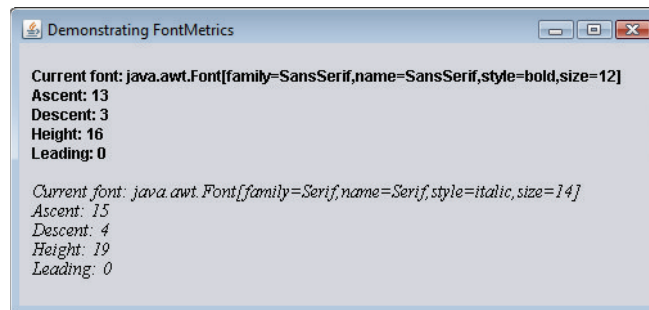 Demonstrating FontMetrics
Current font: java.awt.Font[family=SansSerif,name=SansSerif,style=bold,size=12]
Ascent: 13
Descent: 3
Height: 16
Leading: 0
Current font: java.awt.Font[family=Serif,name=Serif,style=italic,size=14]
Ascent: 15
Descent: 4
Height: 19
Leading: 0